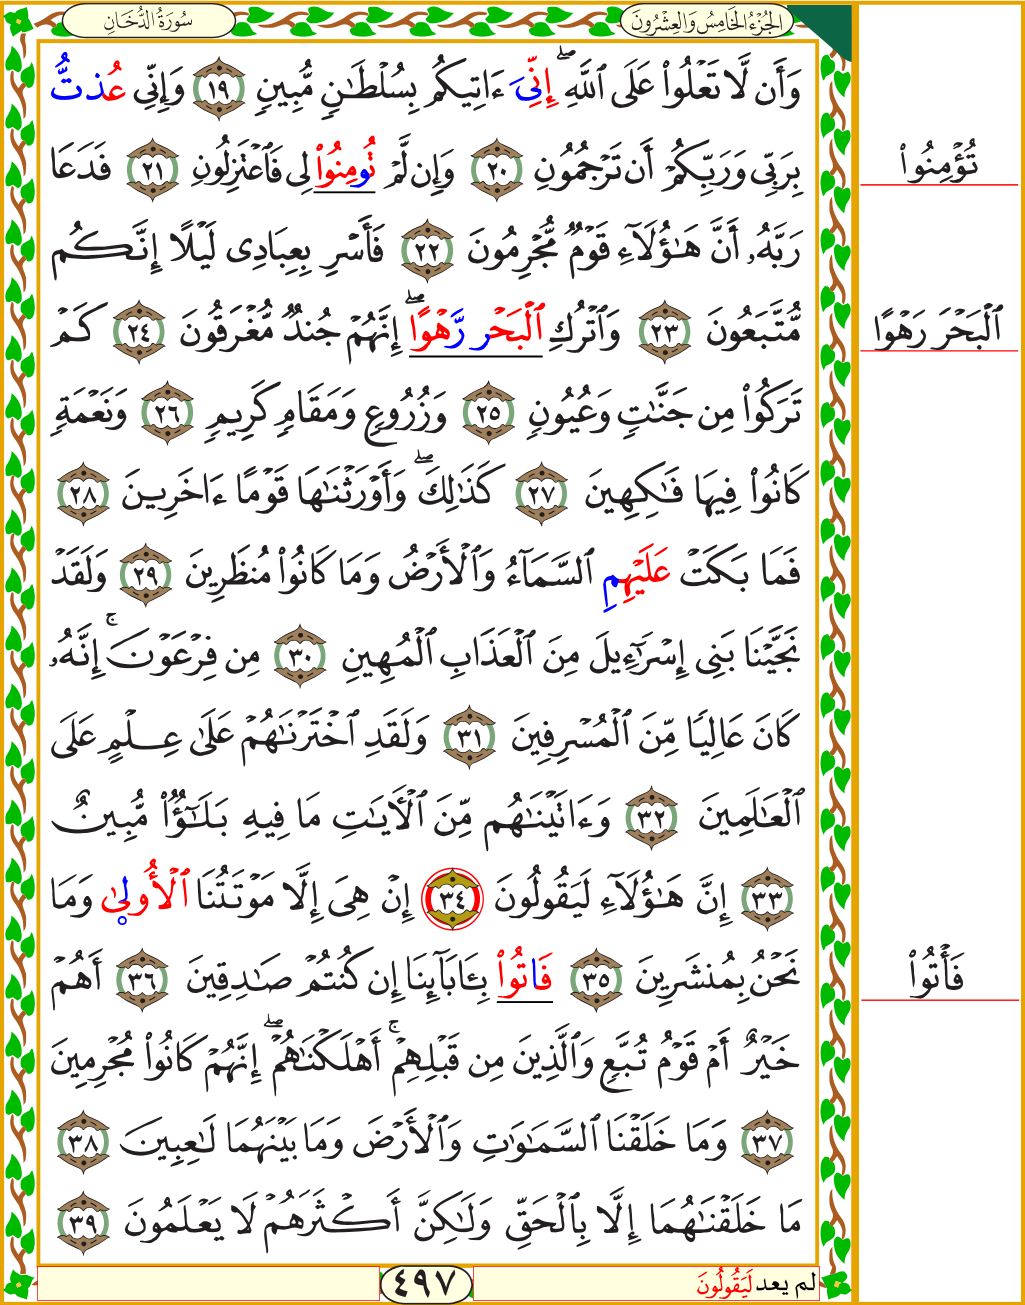 الجُزْءُ الخَامِسُ وَالعِشْرُونَ
سُورَةُ الدُّخَانِ
وَأَن لَّا تَعْلُوا۟ عَلَى ٱللَّهِۖ إِنِّىَ ءَاتِيكُم بِسُلْطَـٰنٍ مُّبِينٍ ١٩ وَإِنِّى عُذتُّ
بِرَبِّى وَرَبِّكُمْ أَن تَرْجُمُونِ ٢٠ وَإِن لَّمْ تُومِنُوا۟ لِى فَٱعْتَزِلُونِ ٢١ فَدَعَا
تُؤْمِنُوا۟
رَبَّهُۥ أَنَّ هَـٰٓؤُلَآءِ قَوْمٌ مُّجْرِمُونَ ٢٢ فَأَسْرِ بِعِبَادِى لَيْلًا إِنَّكُم
مُّتَّبَعُونَ ٢٣ وَٱتْرُكِ ٱلْبَحْر رَّهْوًاۖ إِنَّهُمْ جُندٌ مُّغْرَقُونَ ٢٤ كَمْ
ٱلْبَحْرَ رَهْوًا
تَرَكُوا۟ مِن جَنَّـٰتٍ وَعُيُونٍ ٢٥ وَزُرُوعٍ وَمَقَامٍ كَرِيمٍ ٢٦ وَنَعْمَةٍ
كَانُوا۟ فِيهَا فَـٰكِهِينَ ٢٧ كَذَٰلِكَۖ وَأَوْرَثْنَـٰهَا قَوْمًا ءَاخَرِينَ ٢٨
فَمَا بَكَتْ عَلَيْهِمِ ٱلسَّمَآءُ وَٱلْأَرْضُ وَمَا كَانُوا۟ مُنظَرِينَ ٢٩ وَلَقَدْ
نَجَّيْنَا بَنِى إِسْرَٰٓءِيلَ مِنَ ٱلْعَذَابِ ٱلْمُهِينِ ٣٠ مِن فِرْعَوْنَۚ إِنَّهُۥ
كَانَ عَالِيًا مِّنَ ٱلْمُسْرِفِينَ ٣١ وَلَقَدِ ٱخْتَرْنَـٰهُمْ عَلَىٰ عِلْمٍ عَلَى
ٱلْعَـٰلَمِينَ ٣٢ وَءَاتَيْنَـٰهُم مِّنَ ٱلْـَٔايَـٰتِ مَا فِيهِ بَلَـٰٓؤٌا۟ مُّبِينٌ
٣٣ إِنَّ هَـٰٓؤُلَآءِ لَيَقُولُونَ ٣٤ إِنْ هِىَ إِلَّا مَوْتَتُنَا ٱلْأُولَىٰ وَمَا
نَحْنُ بِمُنشَرِينَ ٣٥ فَاتُوا۟ بِـَٔابَآئِنَا إِن كُنتُمْ صَـٰدِقِينَ ٣٦ أَهُمْ
فَأْتُوا۟
خَيْرٌ أَمْ قَوْمُ تُبَّعٍ وَٱلَّذِينَ مِن قَبْلِهِمْۚ أَهْلَكْنَـٰهُمْۖ إِنَّهُمْ كَانُوا۟ مُجْرِمِينَ
٣٧ وَمَا خَلَقْنَا ٱلسَّمَـٰوَٰتِ وَٱلْأَرْضَ وَمَا بَيْنَهُمَا لَـٰعِبِينَ ٣٨
مَا خَلَقْنَـٰهُمَا إِلَّا بِٱلْحَقِّ وَلَـٰكِنَّ أَكْثَرَهُمْ لَا يَعْلَمُونَ ٣٩
لم يعد لَيَقُولُونَ
٤٩٧